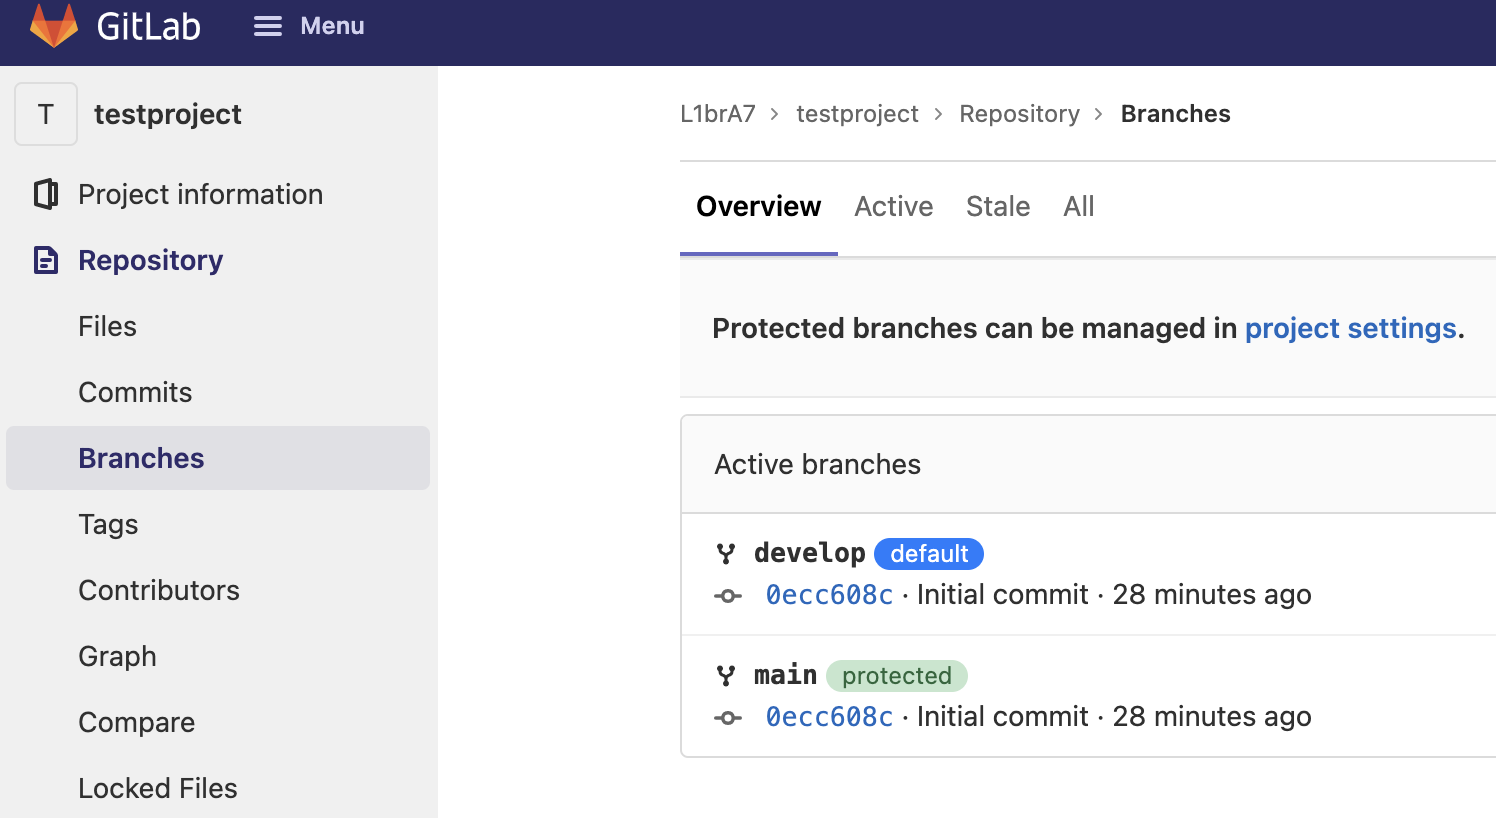 GitLab Menu
T testproject
Project information
Repository
Files
Commits
Branches
Tags
Contributors
Graph
Compare
Locked Files
L1brA7 > testproject > Repository > Branches
Overview Active Stale All
Protected branches can be managed in project settings.
Active branches
develop default
0ecc608c · Initial commit · 28 minutes ago
main protected
0ecc608c · Initial commit · 28 minutes ago